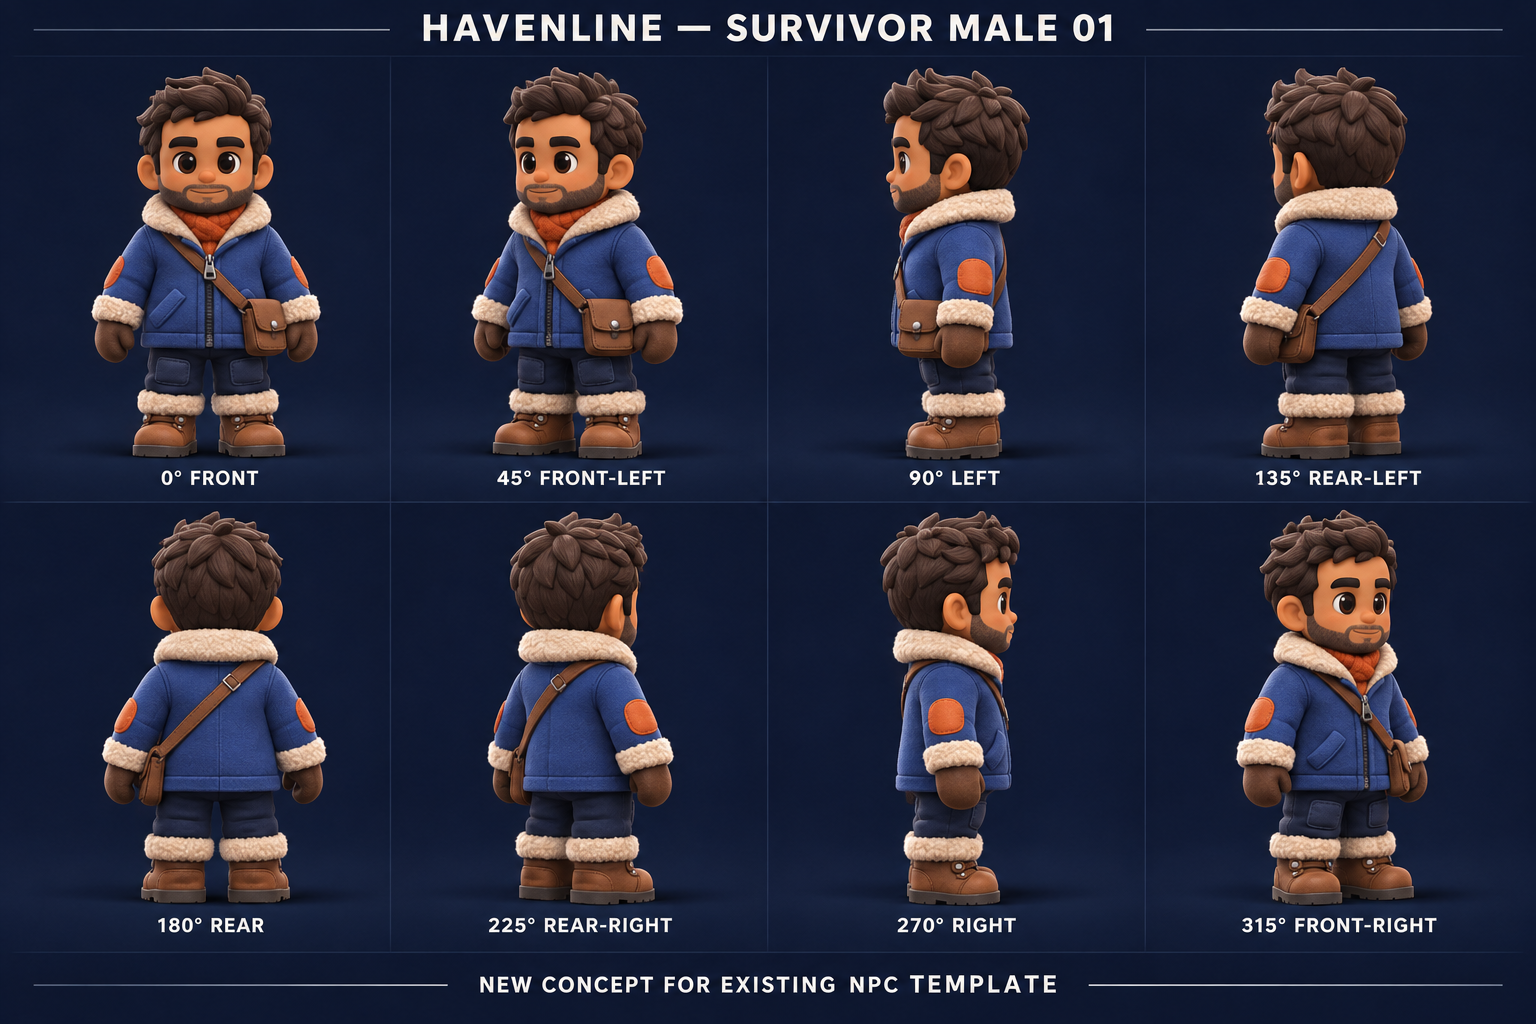 HAVENLINE — SURVIVOR MALE 01
0° FRONT
45° FRONT-LEFT
90° LEFT
135° REAR-LEFT
180° REAR
225° REAR-RIGHT
270° RIGHT
315° FRONT-RIGHT
NEW CONCEPT FOR EXISTING NPC TEMPLATE